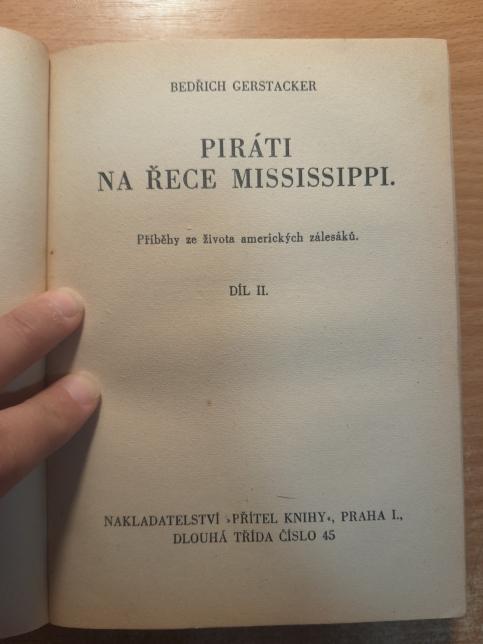 BEDŘICH GERSTACKER
PIRÁTI
NA ŘECE MISSISSIPPI.
Příběhy ze života amerických zálesáků.
DÍL II.
NAKLADATELSTVÍ ›PŘÍTEL KNIHY‹, PRAHA I.,
DLOUHÁ TŘÍDA ČÍSLO 45